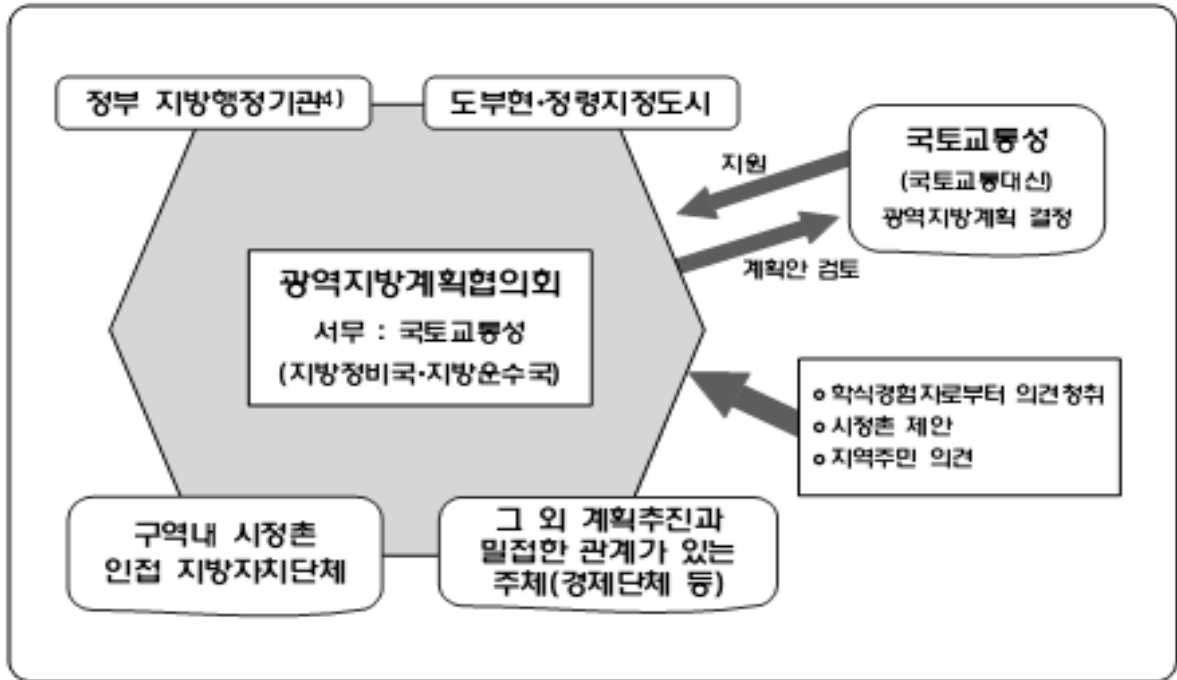 정부 지방행정기관4)
도부현·정령지정도시
국토교통성
(국토교통대신)
광역지방계획 결정
지원
계획안 검토
광역지방계획협의회
서무 : 국토교통성
(지방정비국·지방운수국)
o 학식경험자로부터 의견청취
o 시정촌 제안
o 지역주민 의견
구역내 시정촌
인접 지방자치단체
그 외 계획추진과
밀접한 관계가 있는
주체(경제단체 등)